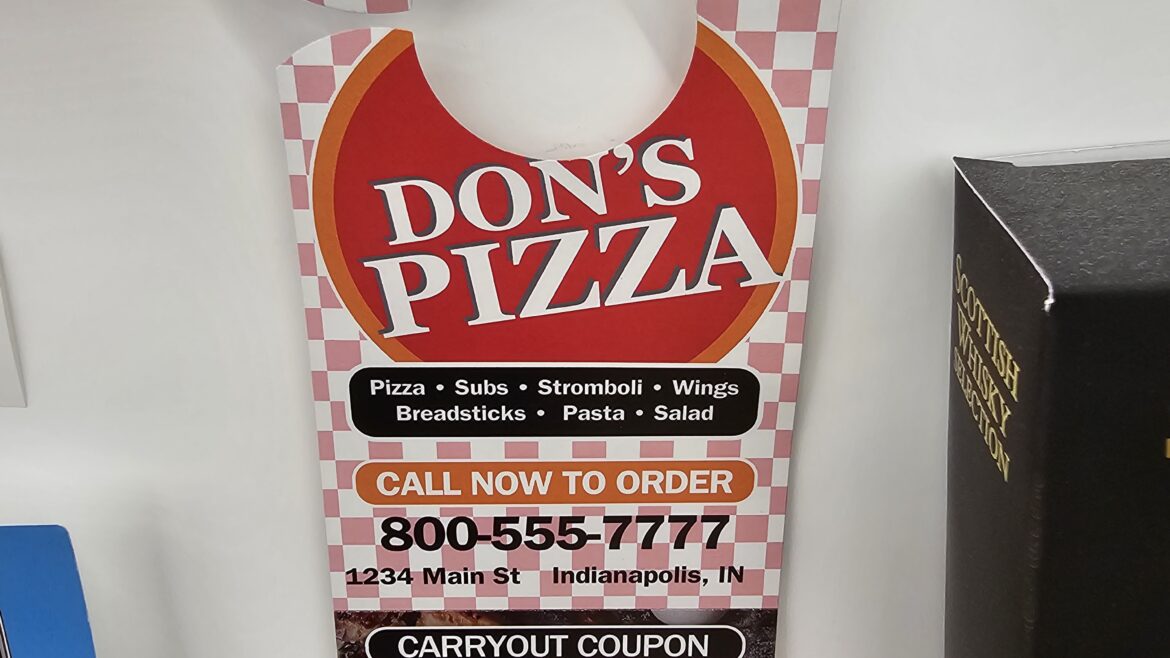 DON'S
PIZZA
Pizza • Subs • Stromboli • Wings
Breadsticks • Pasta • Salad
CALL NOW TO ORDER
800-555-7777
1234 Main St Indianapolis, IN
CARRYOUT COUPON
SCOTTISH
WHISKY
SELECTION